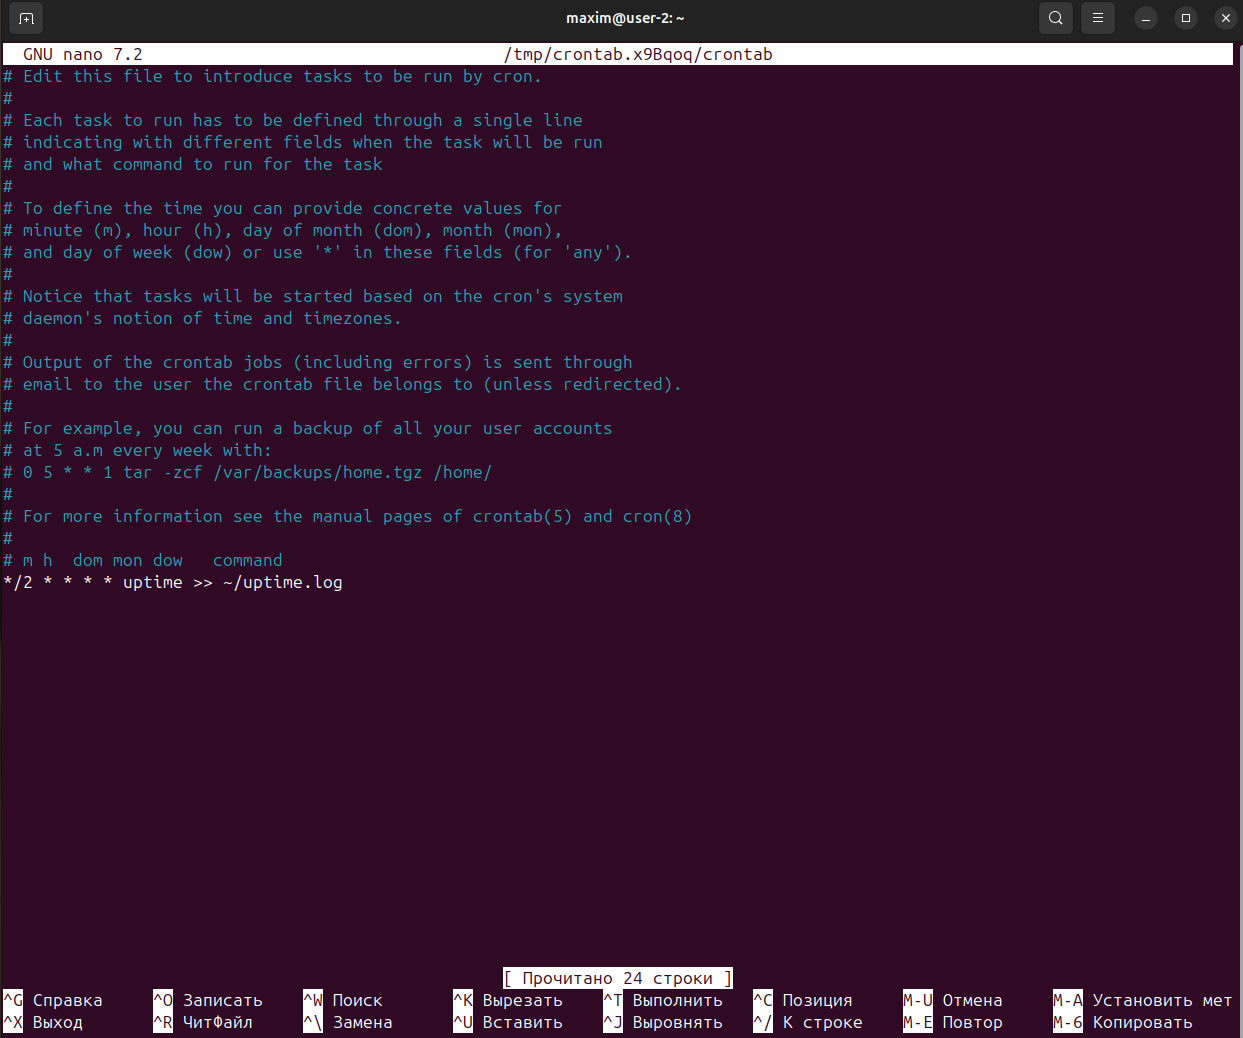 maxim@user-2: ~
GNU nano 7.2 /tmp/crontab.x9Bqoq/crontab
# Edit this file to introduce tasks to be run by cron.
#
# Each task to run has to be defined through a single line
# indicating with different fields when the task will be run
# and what command to run for the task
#
# To define the time you can provide concrete values for
# minute (m), hour (h), day of month (dom), month (mon),
# and day of week (dow) or use '*' in these fields (for 'any').
#
# Notice that tasks will be started based on the cron's system
# daemon's notion of time and timezones.
#
# Output of the crontab jobs (including errors) is sent through
# email to the user the crontab file belongs to (unless redirected).
#
# For example, you can run a backup of all your user accounts
# at 5 a.m every week with:
# 0 5 * * 1 tar -zcf /var/backups/home.tgz /home/
#
# For more information see the manual pages of crontab(5) and cron(8)
#
# m h  dom mon dow   command
*/2 * * * * uptime >> ~/uptime.log
[ Прочитано 24 строки ]
^G Справка ^O Записать ^W Поиск ^K Вырезать ^T Выполнить ^C Позиция M-U Отмена M-A Установить мет
^X Выход ^R ЧитФайл ^\ Замена ^U Вставить ^J Выровнять ^/ К строке M-E Повтор M-6 Копировать